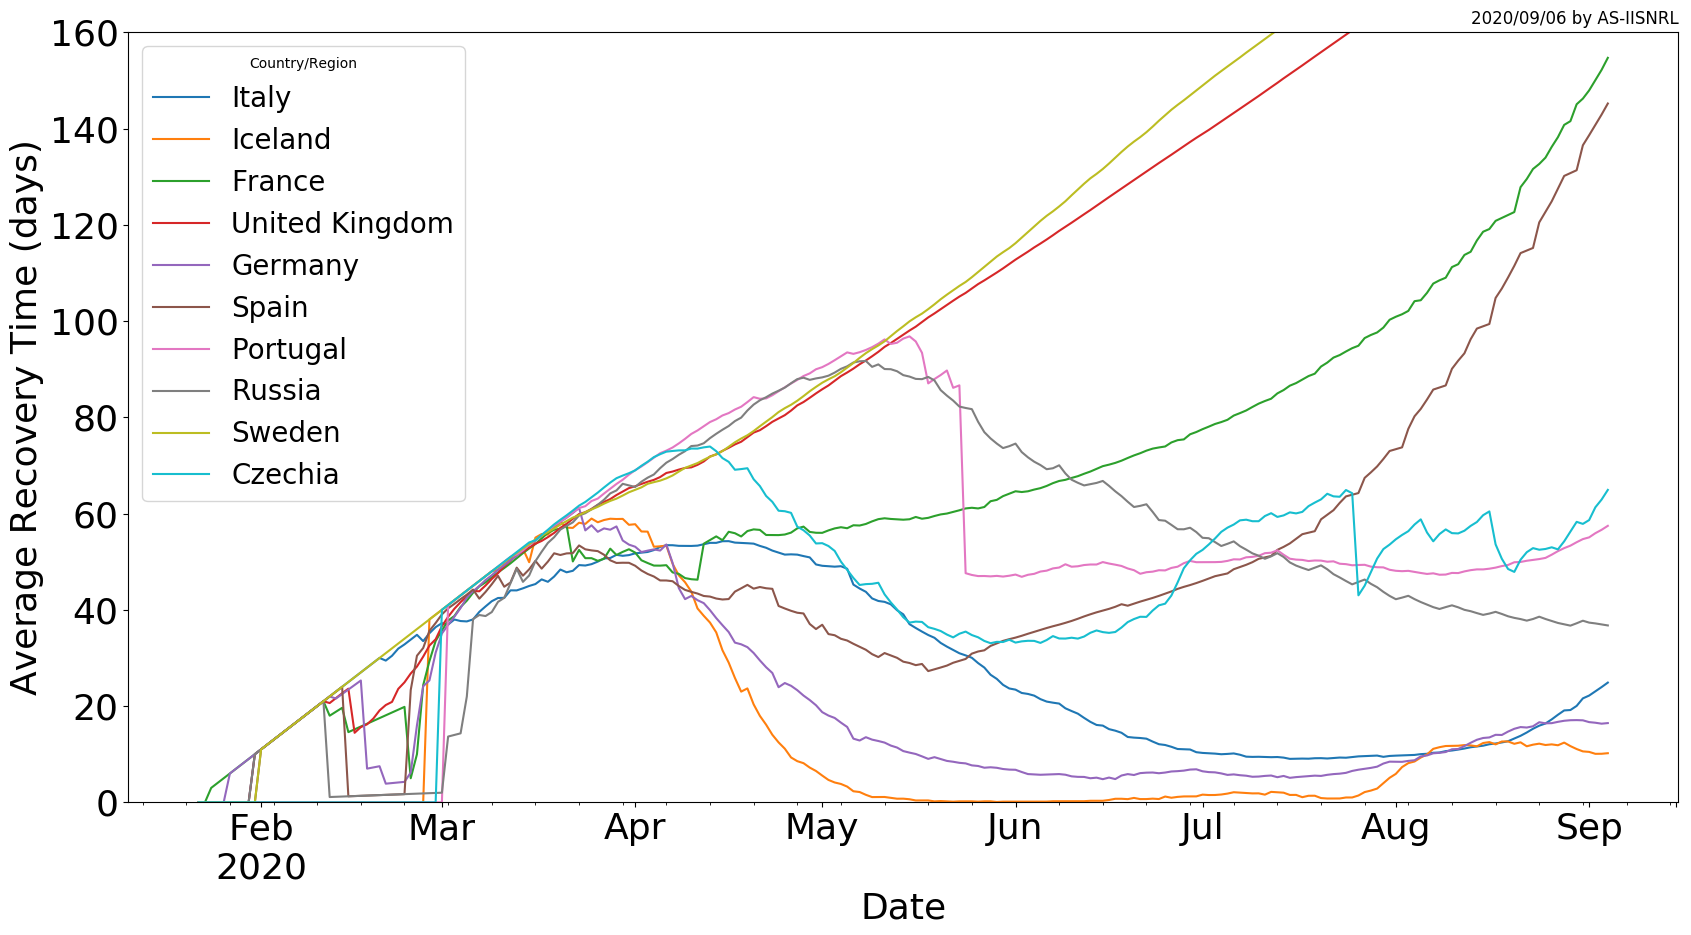 2020/09/06 by AS-IISNRL
160
140
120
100
80
60
40
20
0
Average Recovery Time (days)
Country/Region
Italy
Iceland
France
United Kingdom
Germany
Spain
Portugal
Russia
Sweden
Czechia
Feb Mar Apr May Jun Jul Aug Sep
2020
Date